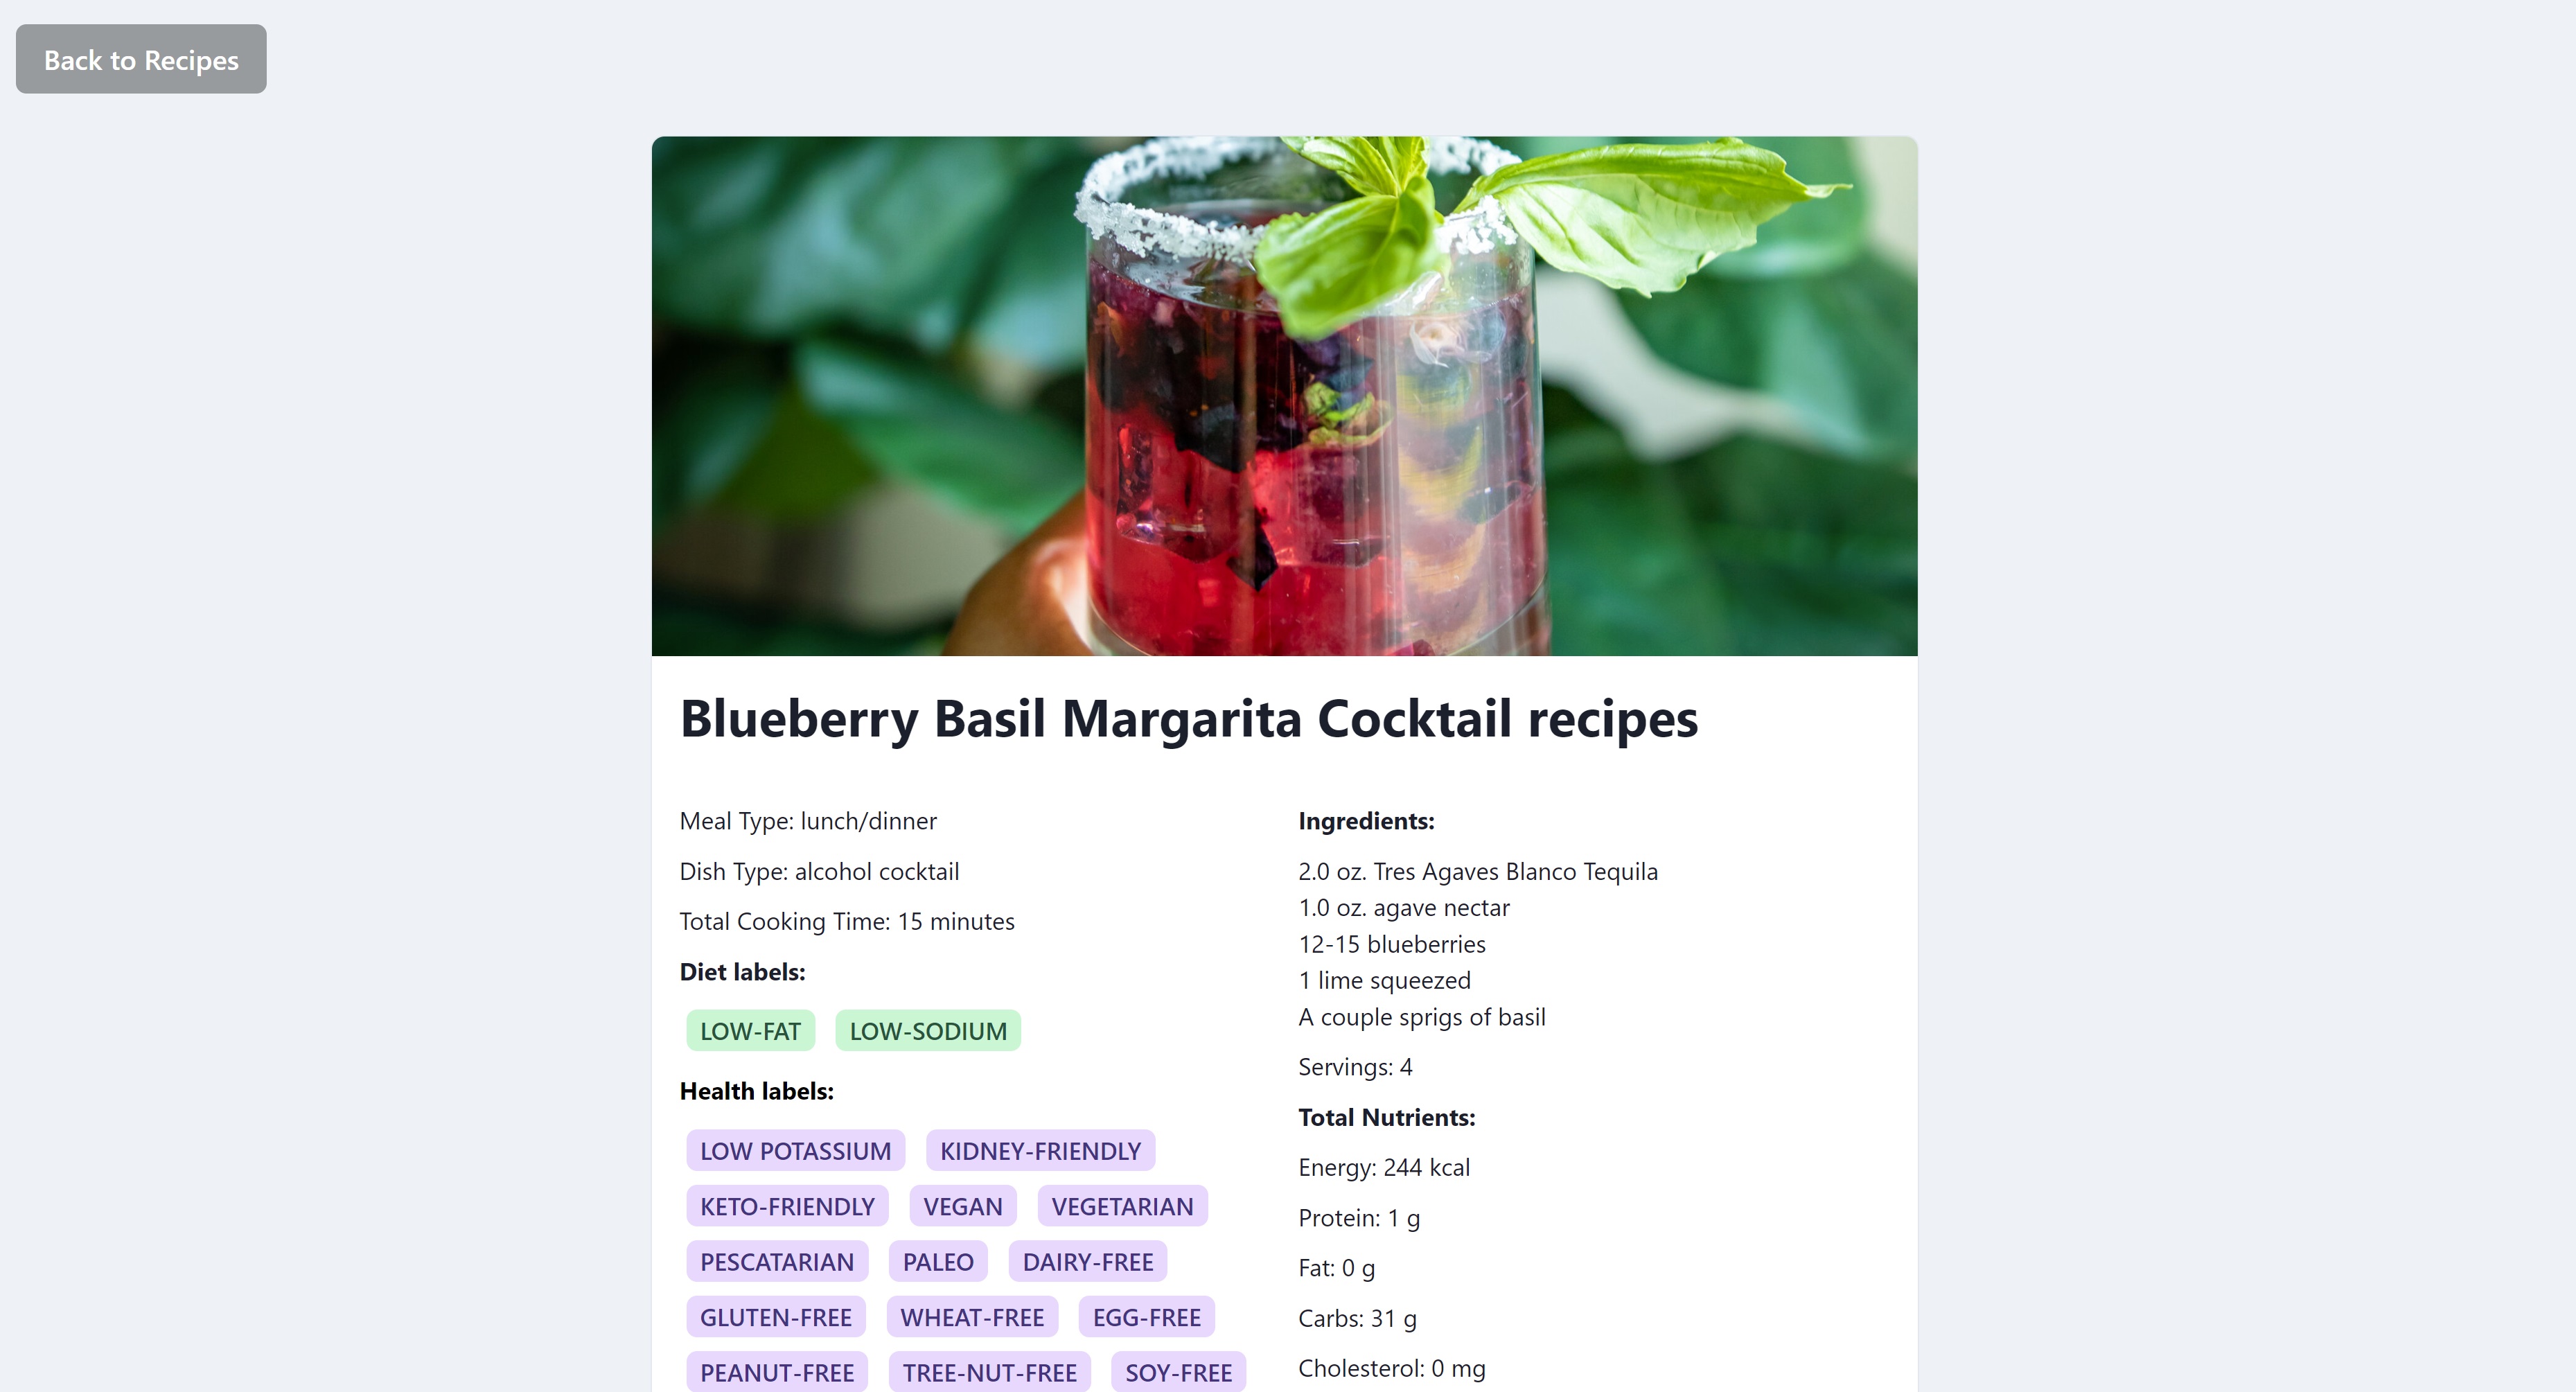 Back to Recipes
Blueberry Basil Margarita Cocktail recipes
Meal Type: lunch/dinner
Dish Type: alcohol cocktail
Total Cooking Time: 15 minutes
Diet labels:
LOW-FAT LOW-SODIUM
Health labels:
LOW POTASSIUM KIDNEY-FRIENDLY
KETO-FRIENDLY VEGAN VEGETARIAN
PESCATARIAN PALEO DAIRY-FREE
GLUTEN-FREE WHEAT-FREE EGG-FREE
PEANUT-FREE TREE-NUT-FREE SOY-FREE
Ingredients:
2.0 oz. Tres Agaves Blanco Tequila
1.0 oz. agave nectar
12-15 blueberries
1 lime squeezed
A couple sprigs of basil
Servings: 4
Total Nutrients:
Energy: 244 kcal
Protein: 1 g
Fat: 0 g
Carbs: 31 g
Cholesterol: 0 mg